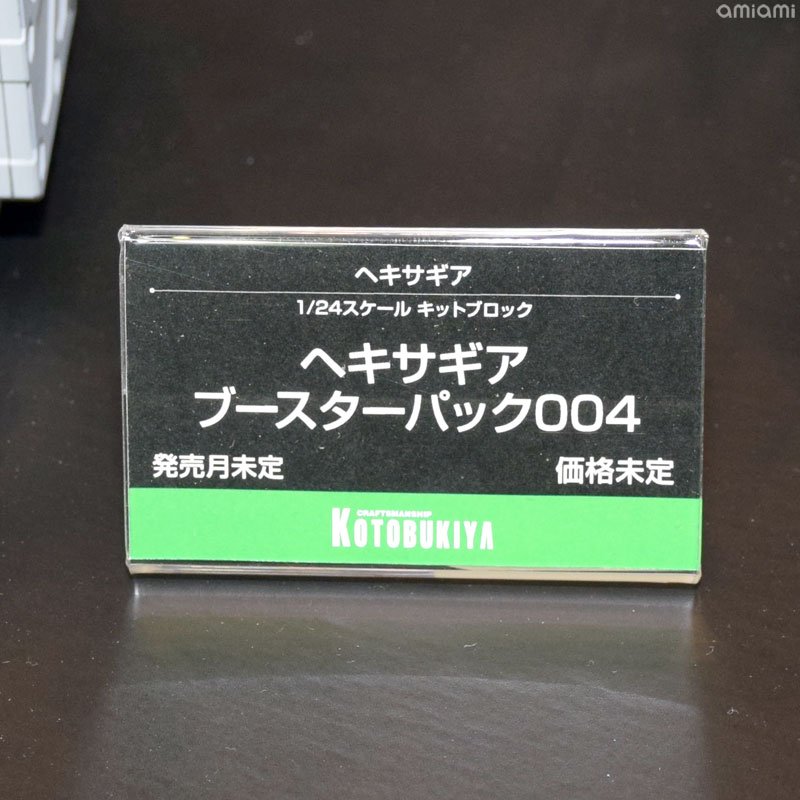 amiami
ヘキサギア
1/24スケール キットブロック
ヘキサギア
ブースターパック004
発売月未定 価格未定
CRAFTSMANSHIP
KOTOBUKIYA